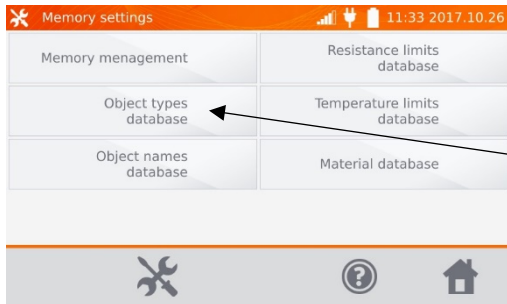 Memory settings
11:33 2017.10.26
Memory menagement
Resistance limits
database
Object types
database
Temperature limits
database
Object names
database
Material database
?